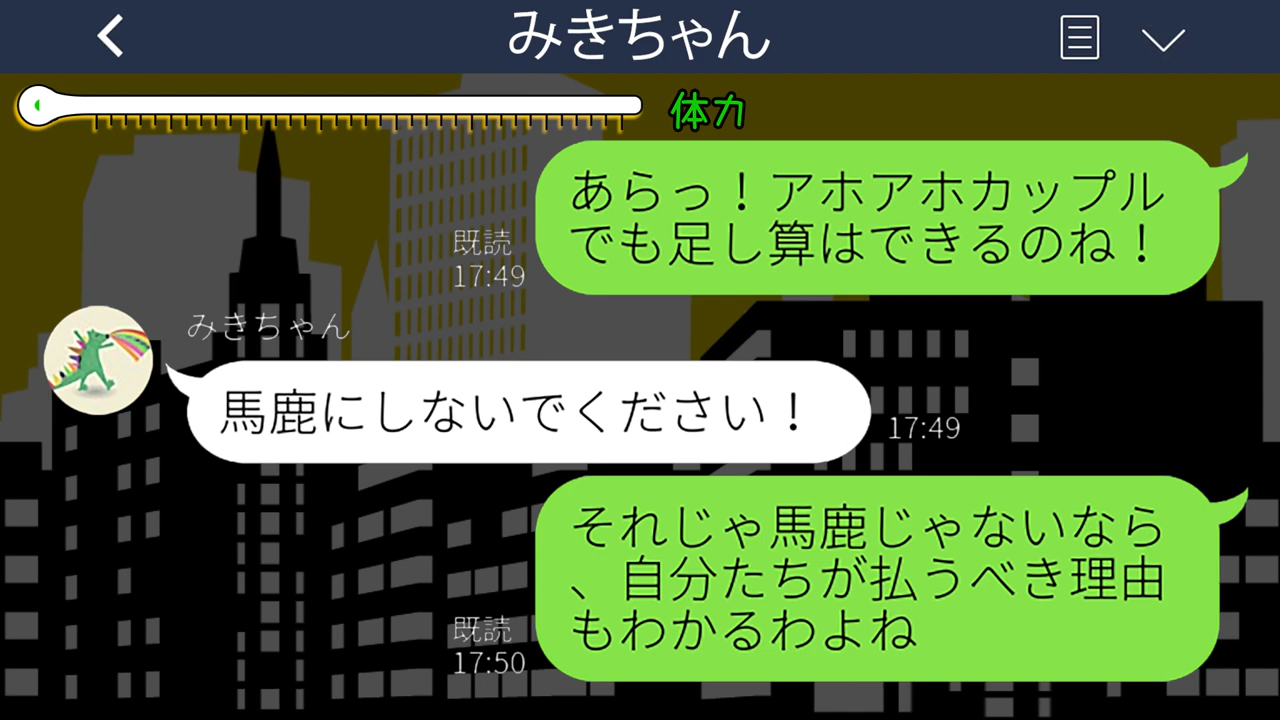 みきちゃん
体力
あらっ！アホアホカップル
でも足し算はできるのね！
既読
17:49
みきちゃん
馬鹿にしないでください！
17:49
それじゃ馬鹿じゃないなら
、自分たちが払うべき理由
もわかるわよね
既読
17:50